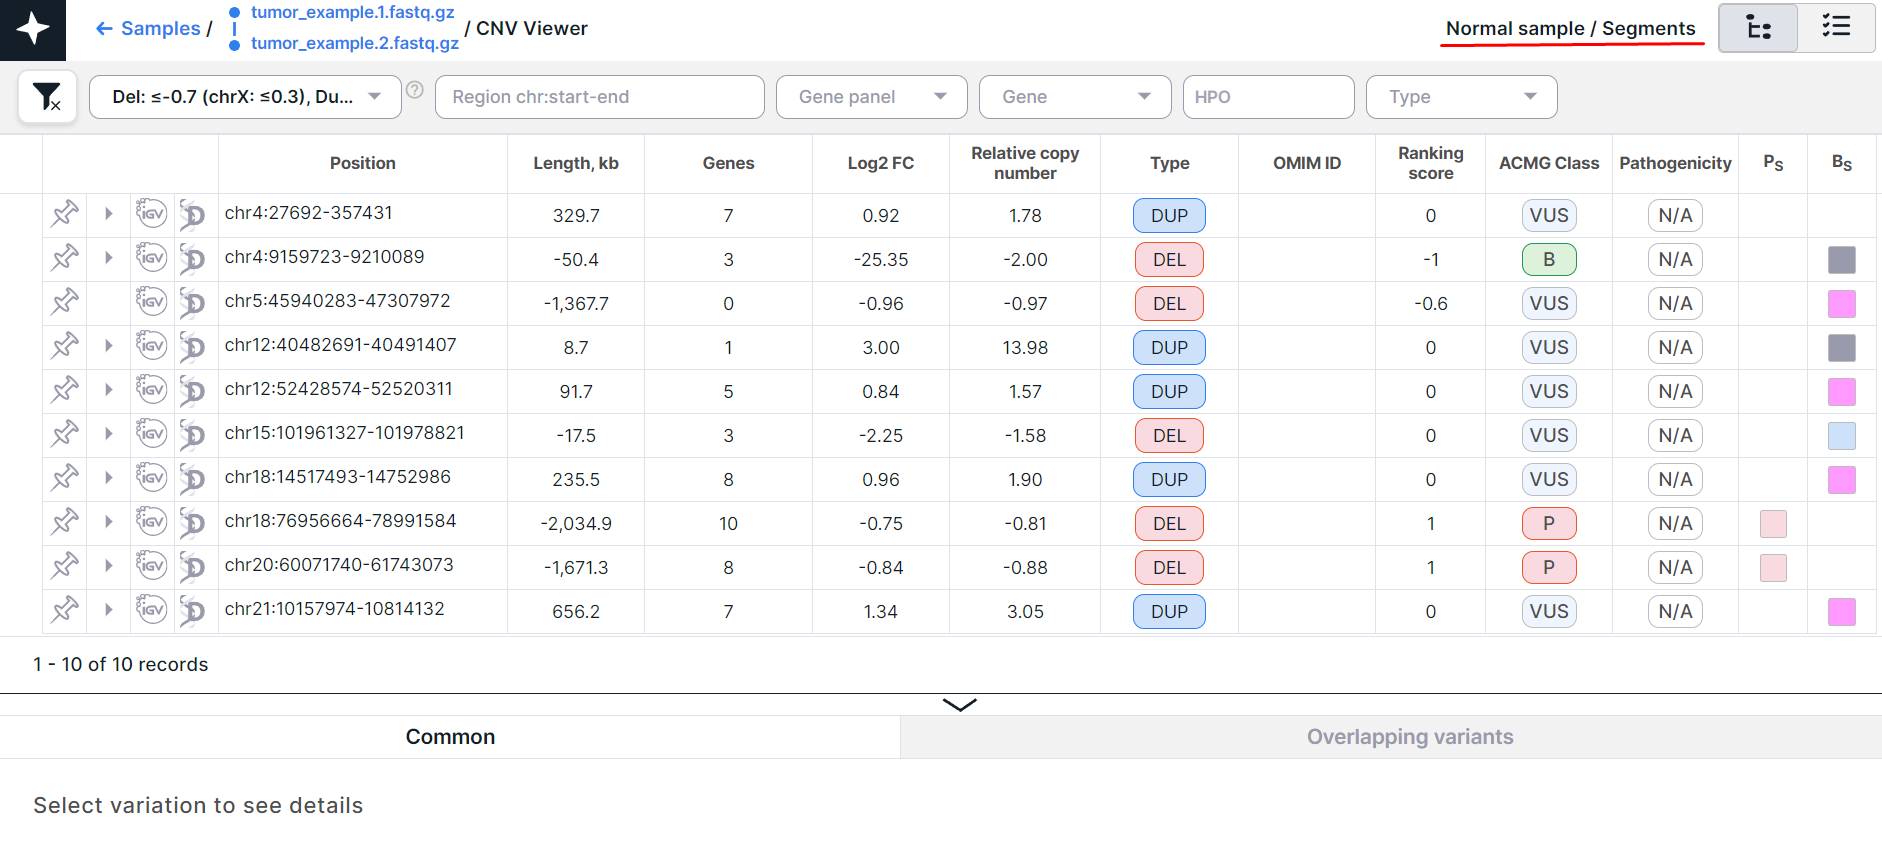 tumor_example.1.fastq.gz
← Samples / tumor_example.2.fastq.gz / CNV Viewer
Normal sample / Segments
Del: ≤-0.7 (chrX: ≤0.3), Du... ? Region chr:start-end Gene panel Gene HPO Type
Position Length, kb Genes Log2 FC Relative copy number Type OMIM ID Ranking score ACMG Class Pathogenicity PS BS
IGV D chr4:27692-357431 329.7 7 0.92 1.78 DUP 0 VUS N/A
IGV D chr4:9159723-9210089 -50.4 3 -25.35 -2.00 DEL -1 B N/A
IGV D chr5:45940283-47307972 -1,367.7 0 -0.96 -0.97 DEL -0.6 VUS N/A
IGV D chr12:40482691-40491407 8.7 1 3.00 13.98 DUP 0 VUS N/A
IGV D chr12:52428574-52520311 91.7 5 0.84 1.57 DUP 0 VUS N/A
IGV D chr15:101961327-101978821 -17.5 3 -2.25 -1.58 DEL 0 VUS N/A
IGV D chr18:14517493-14752986 235.5 8 0.96 1.90 DUP 0 VUS N/A
IGV D chr18:76956664-78991584 -2,034.9 10 -0.75 -0.81 DEL 1 P N/A
IGV D chr20:60071740-61743073 -1,671.3 8 -0.84 -0.88 DEL 1 P N/A
IGV D chr21:10157974-10814132 656.2 7 1.34 3.05 DUP 0 VUS N/A
1 - 10 of 10 records
Common Overlapping variants
Select variation to see details